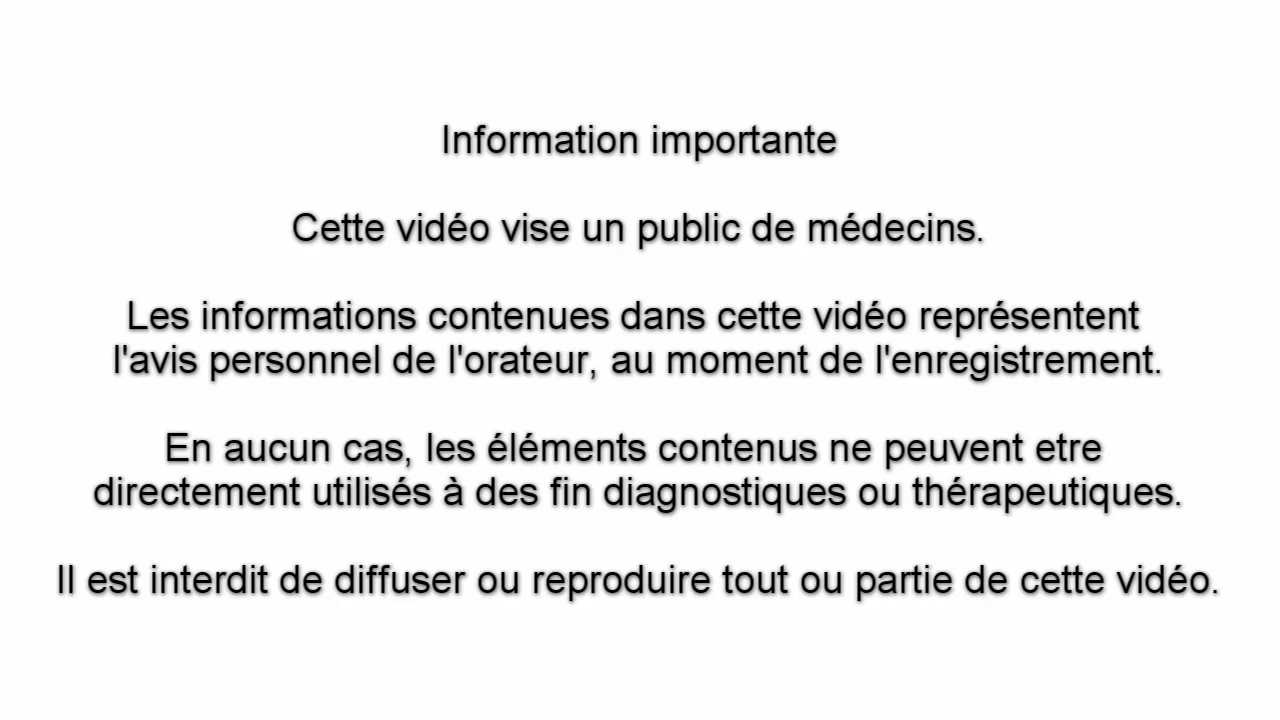 Information importante
Cette vidéo vise un public de médecins.
Les informations contenues dans cette vidéo représentent
l'avis personnel de l'orateur, au moment de l'enregistrement.
En aucun cas, les éléments contenus ne peuvent etre
directement utilisés à des fin diagnostiques ou thérapeutiques.
Il est interdit de diffuser ou reproduire tout ou partie de cette vidéo.